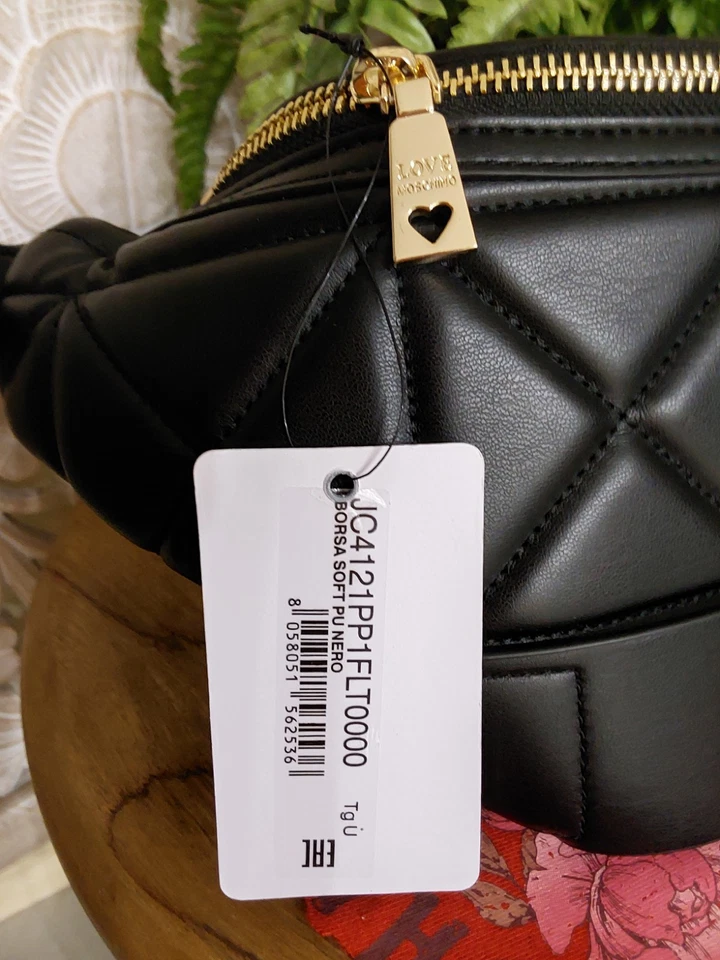 LOVE
MOSCHINO
JC4121PP1FLT0000
BORSA SOFT PU NERO
8 058051 562536
Tg Ù
EAC